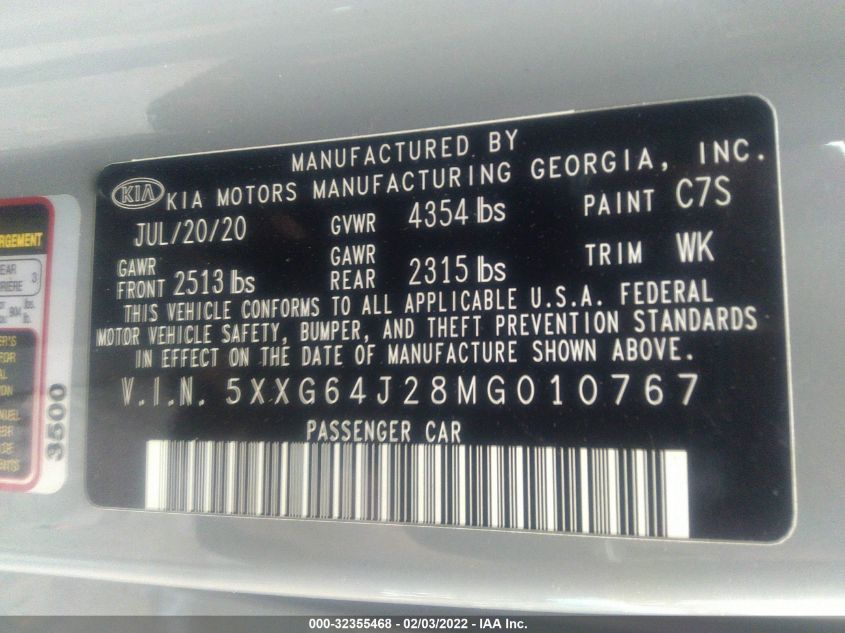 MANUFACTURED BY
KIA KIA MOTORS MANUFACTURING GEORGIA, INC.
JUL/20/20 GVWR 4354 lbs PAINT C7S
GAWR FRONT 2513 lbs GAWR REAR 2315 lbs TRIM WK
THIS VEHICLE CONFORMS TO ALL APPLICABLE U.S.A. FEDERAL
MOTOR VEHICLE SAFETY, BUMPER, AND THEFT PREVENTION STANDARDS
IN EFFECT ON THE DATE OF MANUFACTURE SHOWN ABOVE.
V.I.N. 5XXG64J28MG010767
PASSENGER CAR
3
804 lbs.
3500
000-32355468 - 02/03/2022 - IAA Inc.